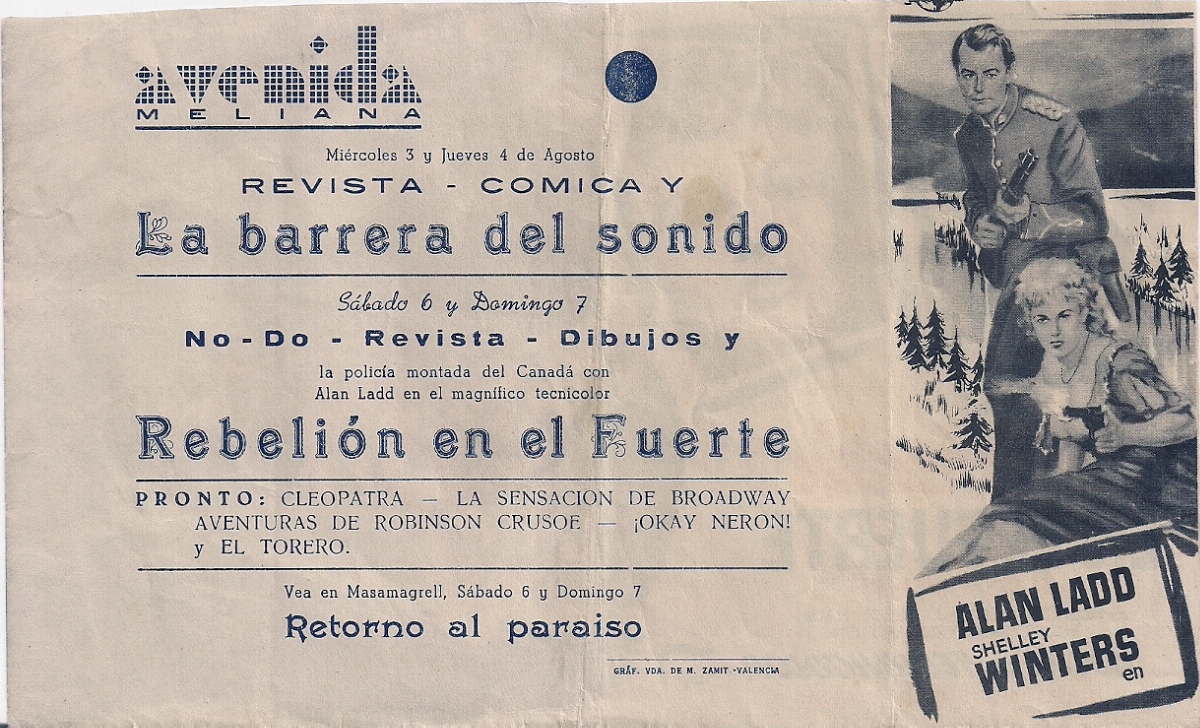 avenida
MELIANA
Miércoles 3 y Jueves 4 de Agosto
REVISTA - COMICA Y
La barrera del sonido
Sábado 6 y Domingo 7
No-Do - Revista - Dibujos y
la policía montada del Canadá con
Alan Ladd en el magnífico tecnicolor
Rebelión en el Fuerte
PRONTO: CLEOPATRA — LA SENSACION DE BROADWAY
AVENTURAS DE ROBINSON CRUSOE — ¡OKAY NERON!
y EL TORERO.
Vea en Masamagrell, Sábado 6 y Domingo 7
Retorno al paraiso
GRÁF. VDA. DE M. ZAMIT -VALENCIA
ALAN LADD
SHELLEY
WINTERS
en